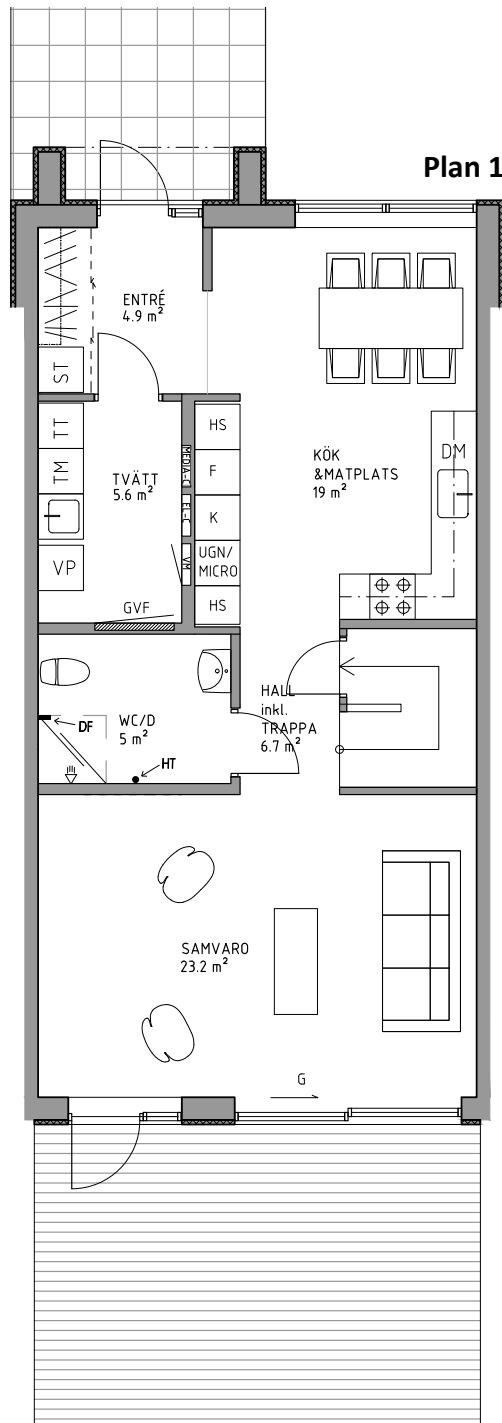 Plan 1
ENTRÉ
4.9 m²
ST
TT
TM
TVÄTT
5.6 m²
VP
GVF
MEDIA-C
EL-C
VM
HS
F
K
UGN/
MICRO
HS
KÖK
&MATPLATS
19 m²
DM
WC/D
5 m²
DF
HT
HALL
inkl.
TRAPPA
6.7 m²
SAMVARO
23.2 m²
G